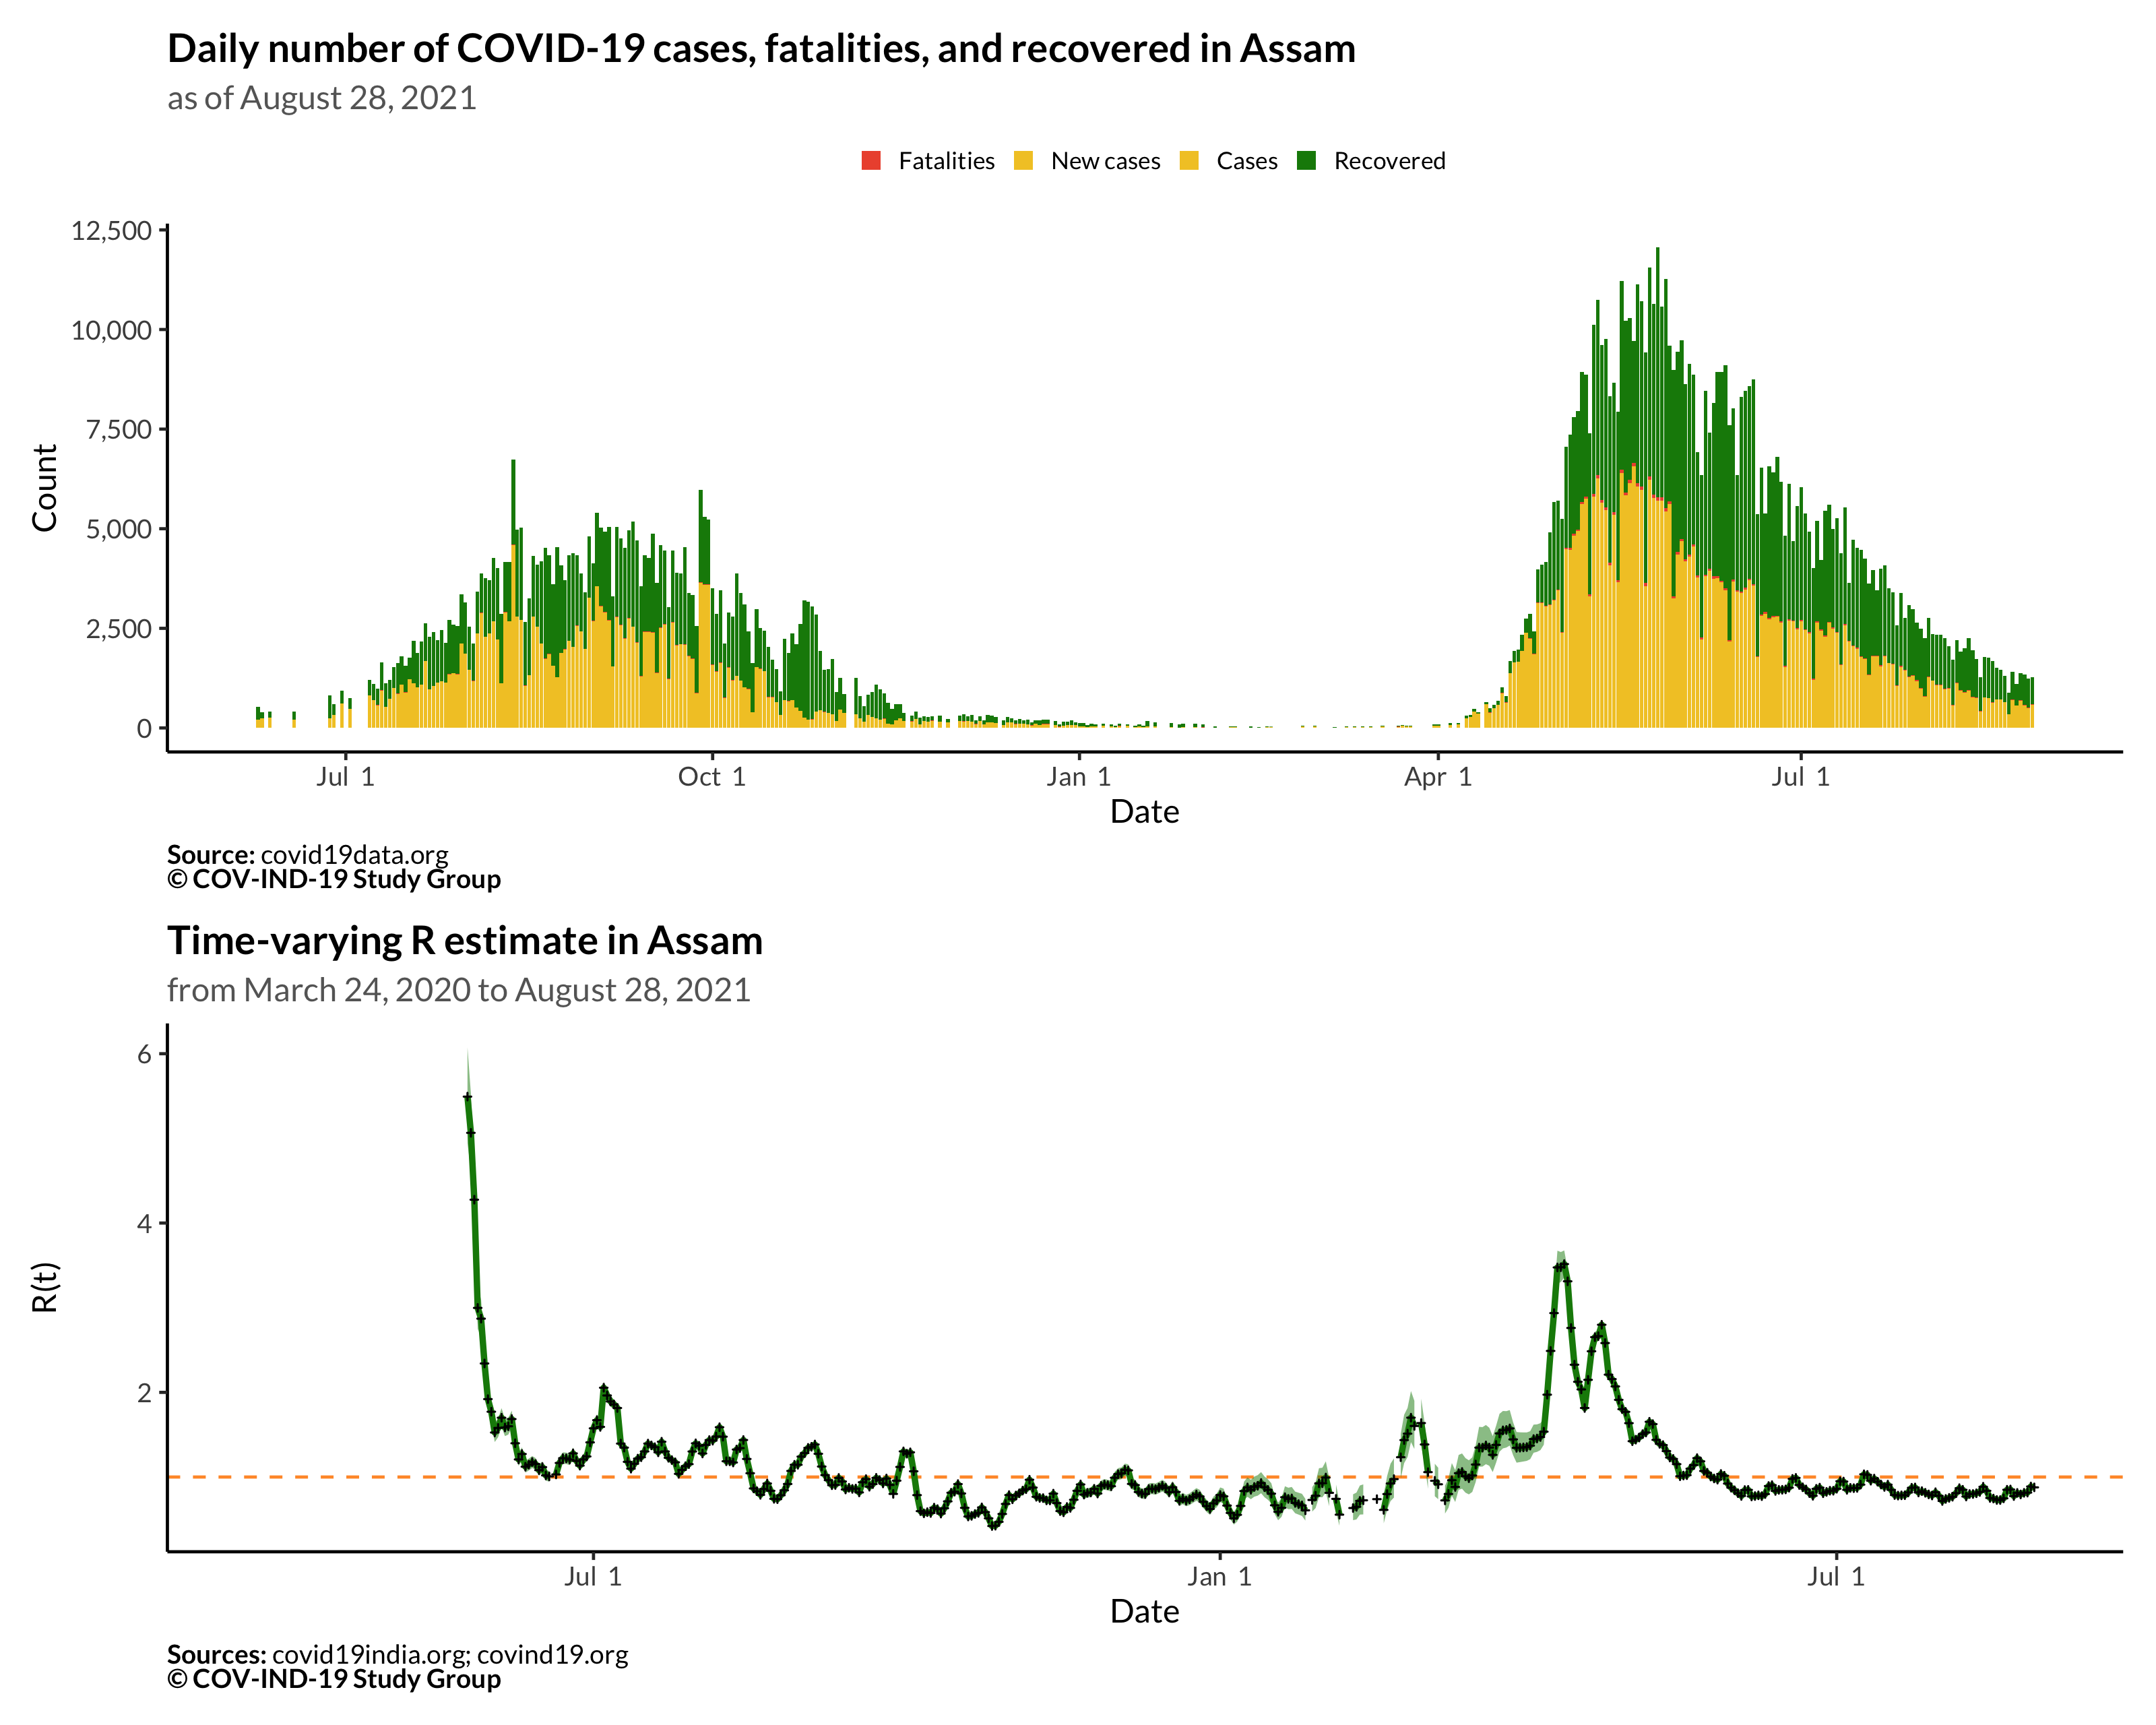 Daily number of COVID-19 cases, fatalities, and recovered in Assam
as of August 28, 2021
Fatalities New cases Cases Recovered
12,500
10,000
7,500
5,000
2,500
0
Count
Jul 1 Oct 1 Jan 1 Apr 1 Jul 1
Date
Source: covid19data.org
© COV-IND-19 Study Group
Time-varying R estimate in Assam
from March 24, 2020 to August 28, 2021
6
4
2
R(t)
Jul 1 Jan 1 Jul 1
Date
Sources: covid19india.org; covind19.org
© COV-IND-19 Study Group